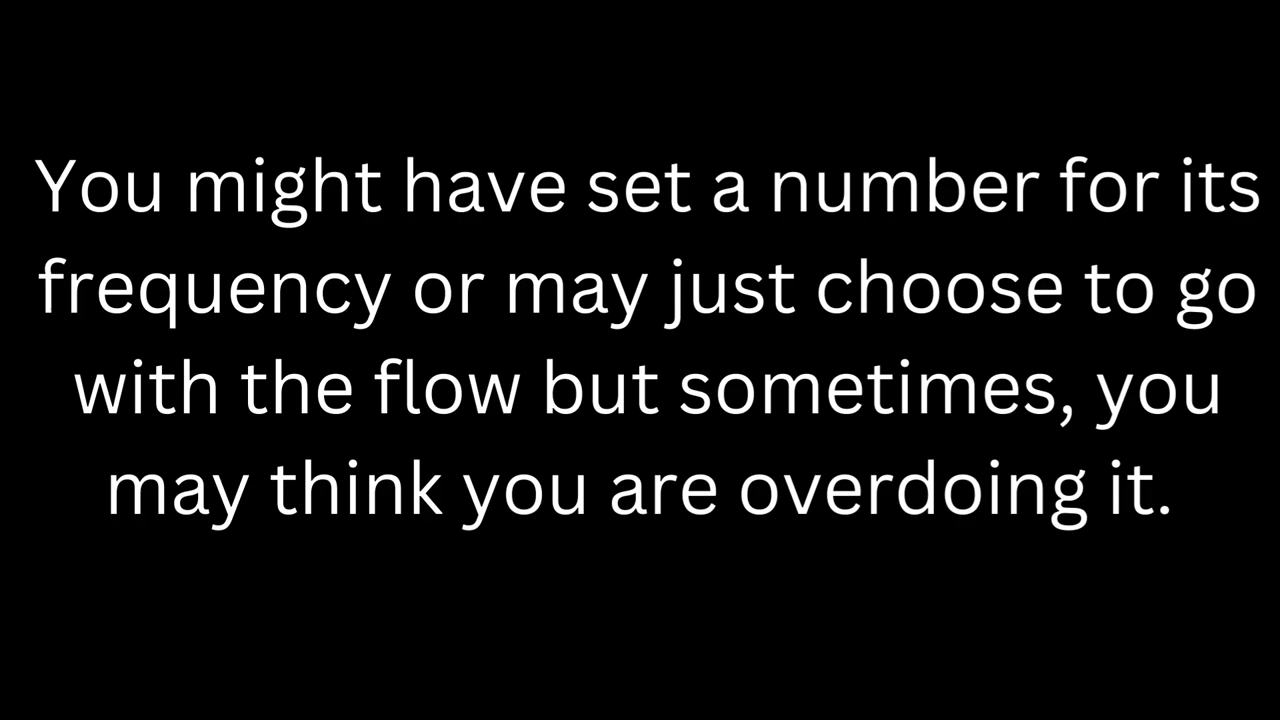 You might have set a number for its
frequency or may just choose to go
with the flow but sometimes, you
may think you are overdoing it.